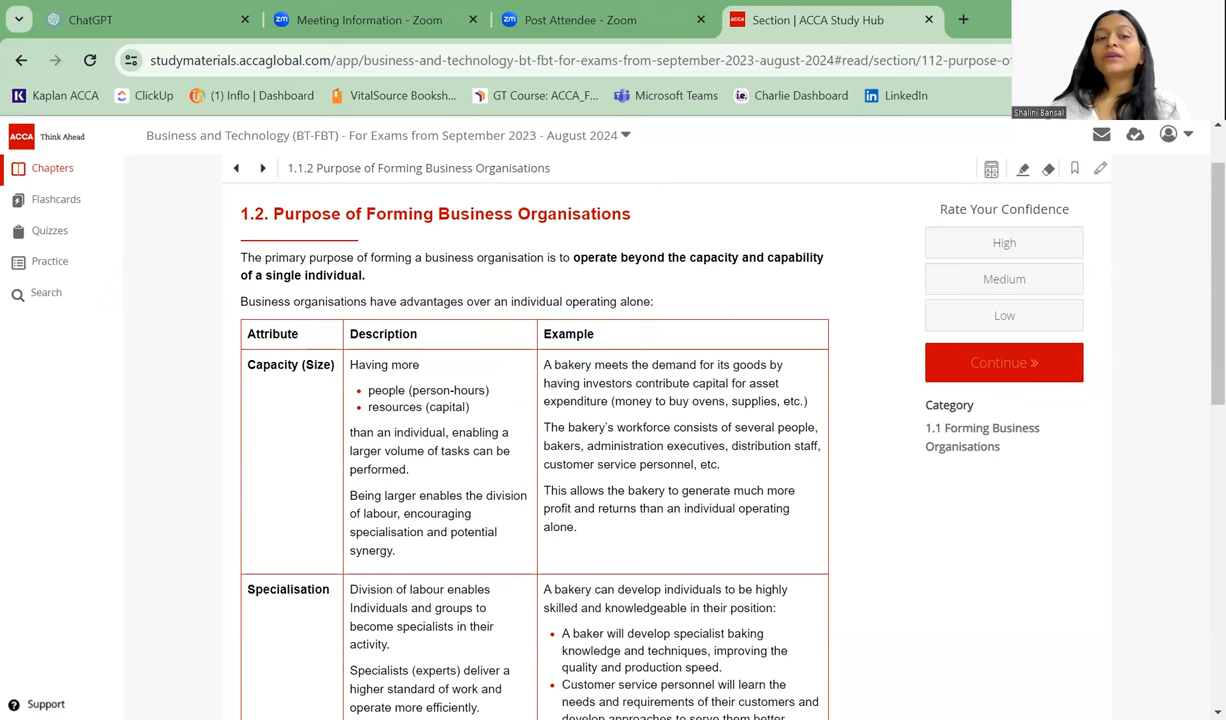 ChatGPT
Meeting Information - Zoom
Post Attendee - Zoom
Section | ACCA Study Hub
studymaterials.accaglobal.com/app/business-and-technology-bt-fbt-for-exams-from-september-2023-august-2024#read/section/112-purpose-o
Kaplan ACCA
ClickUp
(1) Inflo | Dashboard
VitalSource Booksh...
GT Course: ACCA_F...
Microsoft Teams
Charlie Dashboard
LinkedIn
Shalini Bansal
ACCA Think Ahead
Business and Technology (BT-FBT) - For Exams from September 2023 - August 2024
Chapters
Flashcards
Quizzes
Practice
Search
Support
1.1.2 Purpose of Forming Business Organisations
1.2. Purpose of Forming Business Organisations
The primary purpose of forming a business organisation is to operate beyond the capacity and capability
of a single individual.
Business organisations have advantages over an individual operating alone:
Attribute
Description
Example
Capacity (Size)
Having more
• people (person-hours)
• resources (capital)
than an individual, enabling a
larger volume of tasks can be
performed.
Being larger enables the division
of labour, encouraging
specialisation and potential
synergy.
A bakery meets the demand for its goods by
having investors contribute capital for asset
expenditure (money to buy ovens, supplies, etc.)
The bakery's workforce consists of several people,
bakers, administration executives, distribution staff,
customer service personnel, etc.
This allows the bakery to generate much more
profit and returns than an individual operating
alone.
Specialisation
Division of labour enables
Individuals and groups to
become specialists in their
activity.
Specialists (experts) deliver a
higher standard of work and
operate more efficiently.
A bakery can develop individuals to be highly
skilled and knowledgeable in their position:
• A baker will develop specialist baking
knowledge and techniques, improving the
quality and production speed.
• Customer service personnel will learn the
needs and requirements of their customers and
develop approaches to serve them better
Rate Your Confidence
High
Medium
Low
Continue »
Category
1.1 Forming Business
Organisations